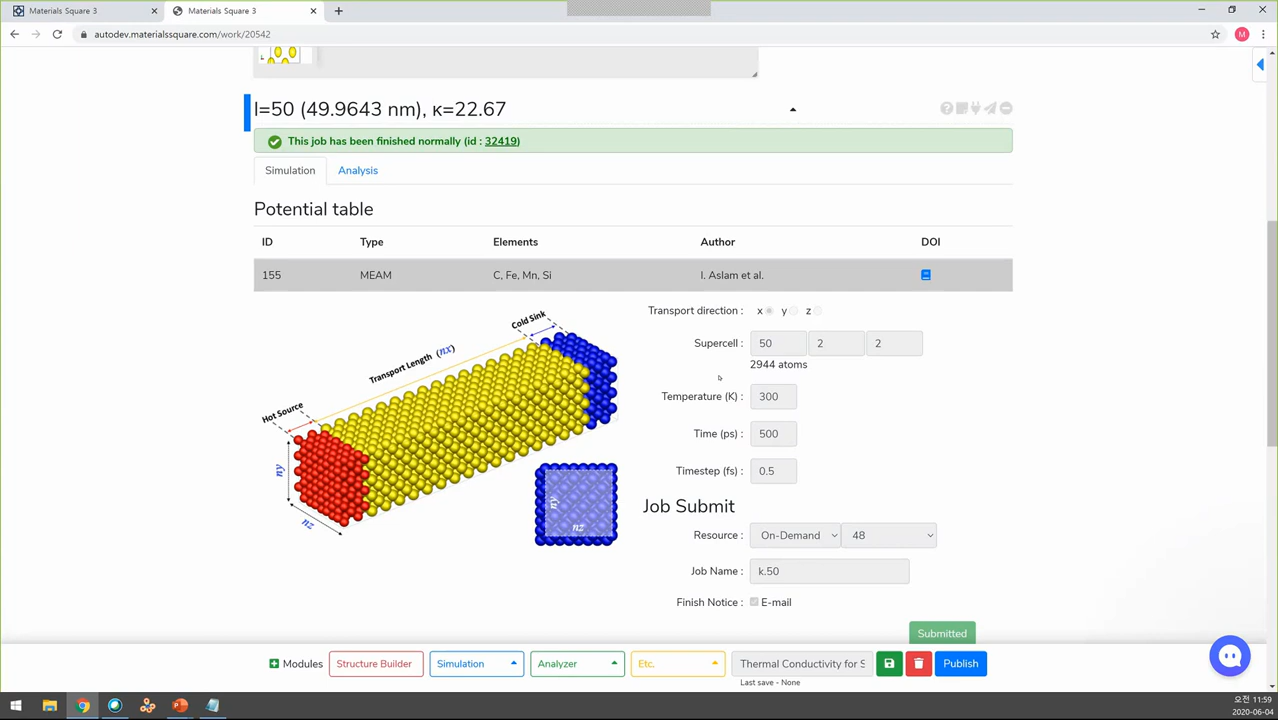 Materials Square 3
Materials Square 3
autodev.materialssquare.com/work/20542
M
l=50 (49.9643 nm), κ=22.67
This job has been finished normally (id : 32419)
Simulation
Analysis
Potential table
ID Type Elements Author DOI
155 MEAM C, Fe, Mn, Si I. Aslam et al.
Cold Sink
Transport Length (nx)
Hot Source
ny
nz
ny
nz
Transport direction : x y z
Supercell : 50 2 2
2944 atoms
Temperature (K) : 300
Time (ps) : 500
Timestep (fs) : 0.5
Job Submit
Resource : On-Demand 48
Job Name : k.50
Finish Notice : E-mail
Submitted
Modules Structure Builder Simulation Analyzer Etc. Thermal Conductivity for S Publish
Last save - None
오전 11:59
2020-06-04